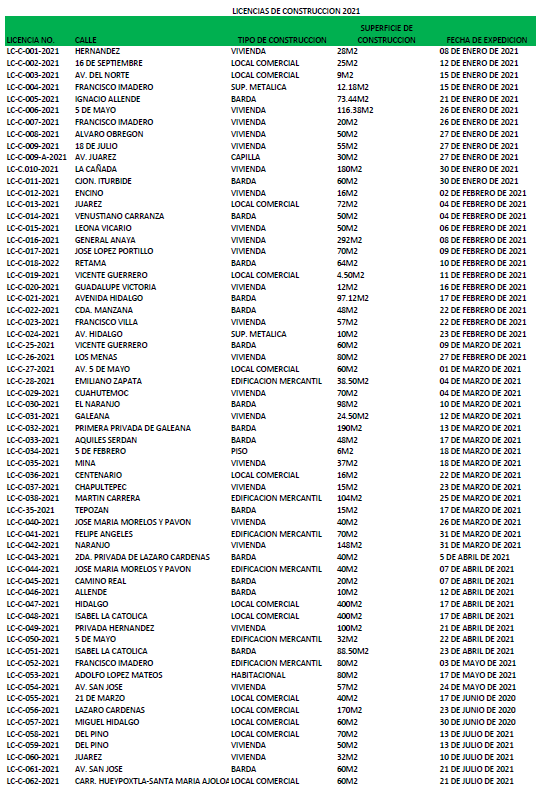 LICENCIAS DE CONSTRUCCION 2021
LICENCIA NO. CALLE TIPO DE CONSTRUCCION SUPERFICIE DE CONSTRUCCION FECHA DE EXPEDICION
LC-C-001-2021 HERNANDEZ VIVIENDA 28M2 08 DE ENERO DE 2021
LC-C-002-2021 16 DE SEPTIEMBRE LOCAL COMERCIAL 25M2 12 DE ENERO DE 2021
LC-C-003-2021 AV. DEL NORTE LOCAL COMERCIAL 9M2 15 DE ENERO DE 2021
LC-C-004-2021 FRANCISCO IMADERO SUP. METALICA 12.18M2 15 DE ENERO DE 2021
LC-C-005-2021 IGNACIO ALLENDE BARDA 73.44M2 21 DE ENERO DE 2021
LC-C-006-2021 5 DE MAYO VIVIENDA 116.38M2 26 DE ENERO DE 2021
LC-C-007-2021 FRANCISCO IMADERO VIVIENDA 20M2 26 DE ENERO DE 2021
LC-C-008-2021 ALVARO OBREGON VIVIENDA 50M2 27 DE ENERO DE 2021
LC-C-009-2021 18 DE JULIO VIVIENDA 55M2 27 DE ENERO DE 2021
LC-C-009-A-2021 AV. JUAREZ CAPILLA 30M2 27 DE ENERO DE 2021
LC-C.010-2021 LA CAÑADA VIVIENDA 180M2 30 DE ENERO DE 2021
LC-C-011-2021 CJON. ITURBIDE BARDA 60M2 30 DE ENERO DE 2021
LC-C-012-2021 ENCINO VIVIENDA 16M2 02 DE FEBRERO DE 2021
LC-C-013-2021 JUAREZ LOCAL COMERCIAL 72M2 04 DE FEBRERO DE 2021
LC-C-014-2021 VENUSTIANO CARRANZA BARDA 50M2 04 DE FEBRERO DE 2021
LC-C-015-2021 LEONA VICARIO VIVIENDA 50M2 06 DE FEBRERO DE 2021
LC-C-016-2021 GENERAL ANAYA VIVIENDA 292M2 08 DE FEBRERO DE 2021
LC-C-017-2021 JOSE LOPEZ PORTILLO VIVIENDA 70M2 09 DE FEBRERO DE 2021
LC-C-018-2022 RETAMA BARDA 64M2 10 DE FEBRERO DE 2021
LC-C-019-2021 VICENTE GUERRERO LOCAL COMERCIAL 4.50M2 11 DE FEBRERO DE 2021
LC-C-020-2021 GUADALUPE VICTORIA VIVIENDA 12M2 16 DE FEBRERO DE 2021
LC-C-021-2021 AVENIDA HIDALGO BARDA 97.12M2 17 DE FEBRERO DE 2021
LC-C-022-2021 CDA. MANZANA BARDA 48M2 22 DE FEBRERO DE 2021
LC-C-023-2021 FRANCISCO VILLA VIVIENDA 57M2 22 DE FEBRERO DE 2021
LC-C-024-2021 AV. HIDALGO SUP. METALICA 10M2 23 DE FEBRERO DE 2021
LC-C-25-2021 VICENTE GUERRERO BARDA 60M2 09 DE MARZO DE 2021
LC-C-26-2021 LOS MENAS VIVIENDA 80M2 27 DE FEBRERO DE 2021
LC-C-27-2021 AV. 5 DE MAYO LOCAL COMERCIAL 60M2 01 DE MARZO DE 2021
LC-C-28-2021 EMILIANO ZAPATA EDIFICACION MERCANTIL 38.50M2 04 DE MARZO DE 2021
LC-C-029-2021 CUAHUTEMOC VIVIENDA 70M2 04 DE MARZO DE 2021
LC-C-030-2021 EL NARANJO BARDA 98M2 10 DE MARZO DE 2021
LC-C-031-2021 GALEANA VIVIENDA 24.50M2 12 DE MARZO DE 2021
LC-C-032-2021 PRIMERA PRIVADA DE GALEANA BARDA 190M2 13 DE MARZO DE 2021
LC-C-033-2021 AQUILES SERDAN BARDA 48M2 17 DE MARZO DE 2021
LC-C-034-2021 5 DE FEBRERO PISO 6M2 18 DE MARZO DE 2021
LC-C-035-2021 MINA VIVIENDA 37M2 18 DE MARZO DE 2021
LC-C-036-2021 CENTENARIO LOCAL COMERCIAL 16M2 22 DE MARZO DE 2021
LC-C-037-2021 CHAPULTEPEC VIVIENDA 15M2 23 DE MARZO DE 2021
LC-C-038-2021 MARTIN CARRERA EDIFICACION MERCANTIL 104M2 25 DE MARZO DE 2021
LC-C-35-2021 TEPOZAN BARDA 15M2 17 DE MARZO DE 2021
LC-C-040-2021 JOSE MARIA MORELOS Y PAVON VIVIENDA 40M2 26 DE MARZO DE 2021
LC-C-041-2021 FELIPE ANGELES EDIFICACION MERCANTIL 70M2 31 DE MARZO DE 2021
LC-C-042-2021 NARANJO VIVIENDA 148M2 31 DE MARZO DE 2021
LC-C-043-2021 2DA. PRIVADA DE LAZARO CARDENAS BARDA 40M2 5 DE ABRIL DE 2021
LC-C-044-2021 JOSE MARIA MORELOS Y PAVON EDIFICACION MERCANTIL 40M2 07 DE ABRIL DE 2021
LC-C-045-2021 CAMINO REAL BARDA 20M2 07 DE ABRIL DE 2021
LC-C-046-2021 ALLENDE BARDA 10M2 12 DE ABRIL DE 2021
LC-C-047-2021 HIDALGO LOCAL COMERCIAL 400M2 17 DE ABRIL DE 2021
LC-C-048-2021 ISABEL LA CATOLICA LOCAL COMERCIAL 400M2 17 DE ABRIL DE 2021
LC-C-049-2021 PRIVADA HERNANDEZ VIVIENDA 100M2 21 DE ABRIL DE 2021
LC-C-050-2021 5 DE MAYO EDIFICACION MERCANTIL 32M2 22 DE ABRIL DE 2021
LC-C-051-2021 ISABEL LA CATOLICA BARDA 88.50M2 23 DE ABRIL DE 2021
LC-C-052-2021 FRANCISCO IMADERO EDIFICACION MERCANTIL 80M2 03 DE MAYO DE 2021
LC-C-053-2021 ADOLFO LOPEZ MATEOS HABITACIONAL 80M2 17 DE MAYO DE 2021
LC-C-054-2021 AV. SAN JOSE VIVIENDA 57M2 24 DE MAYO DE 2021
LC-C-055-2021 21 DE MARZO LOCAL COMERCIAL 40M2 17 DE JUNIO DE 2020
LC-C-056-2021 LAZARO CARDENAS LOCAL COMERCIAL 170M2 23 DE JUNIO DE 2020
LC-C-057-2021 MIGUEL HIDALGO LOCAL COMERCIAL 60M2 30 DE JUNIO DE 2020
LC-C-058-2021 DEL PINO LOCAL COMERCIAL 70M2 13 DE JULIO DE 2021
LC-C-059-2021 DEL PINO VIVIENDA 50M2 13 DE JULIO DE 2021
LC-C-060-2021 JUAREZ VIVIENDA 32M2 10 DE JULIO DE 2021
LC-C-061-2021 AV. SAN JOSE BARDA 60M2 21 DE JULIO DE 2021
LC-C-062-2021 CARR. HUEYPOXTLA-SANTA MARIA AJOLOA LOCAL COMERCIAL 60M2 21 DE JULIO DE 2021